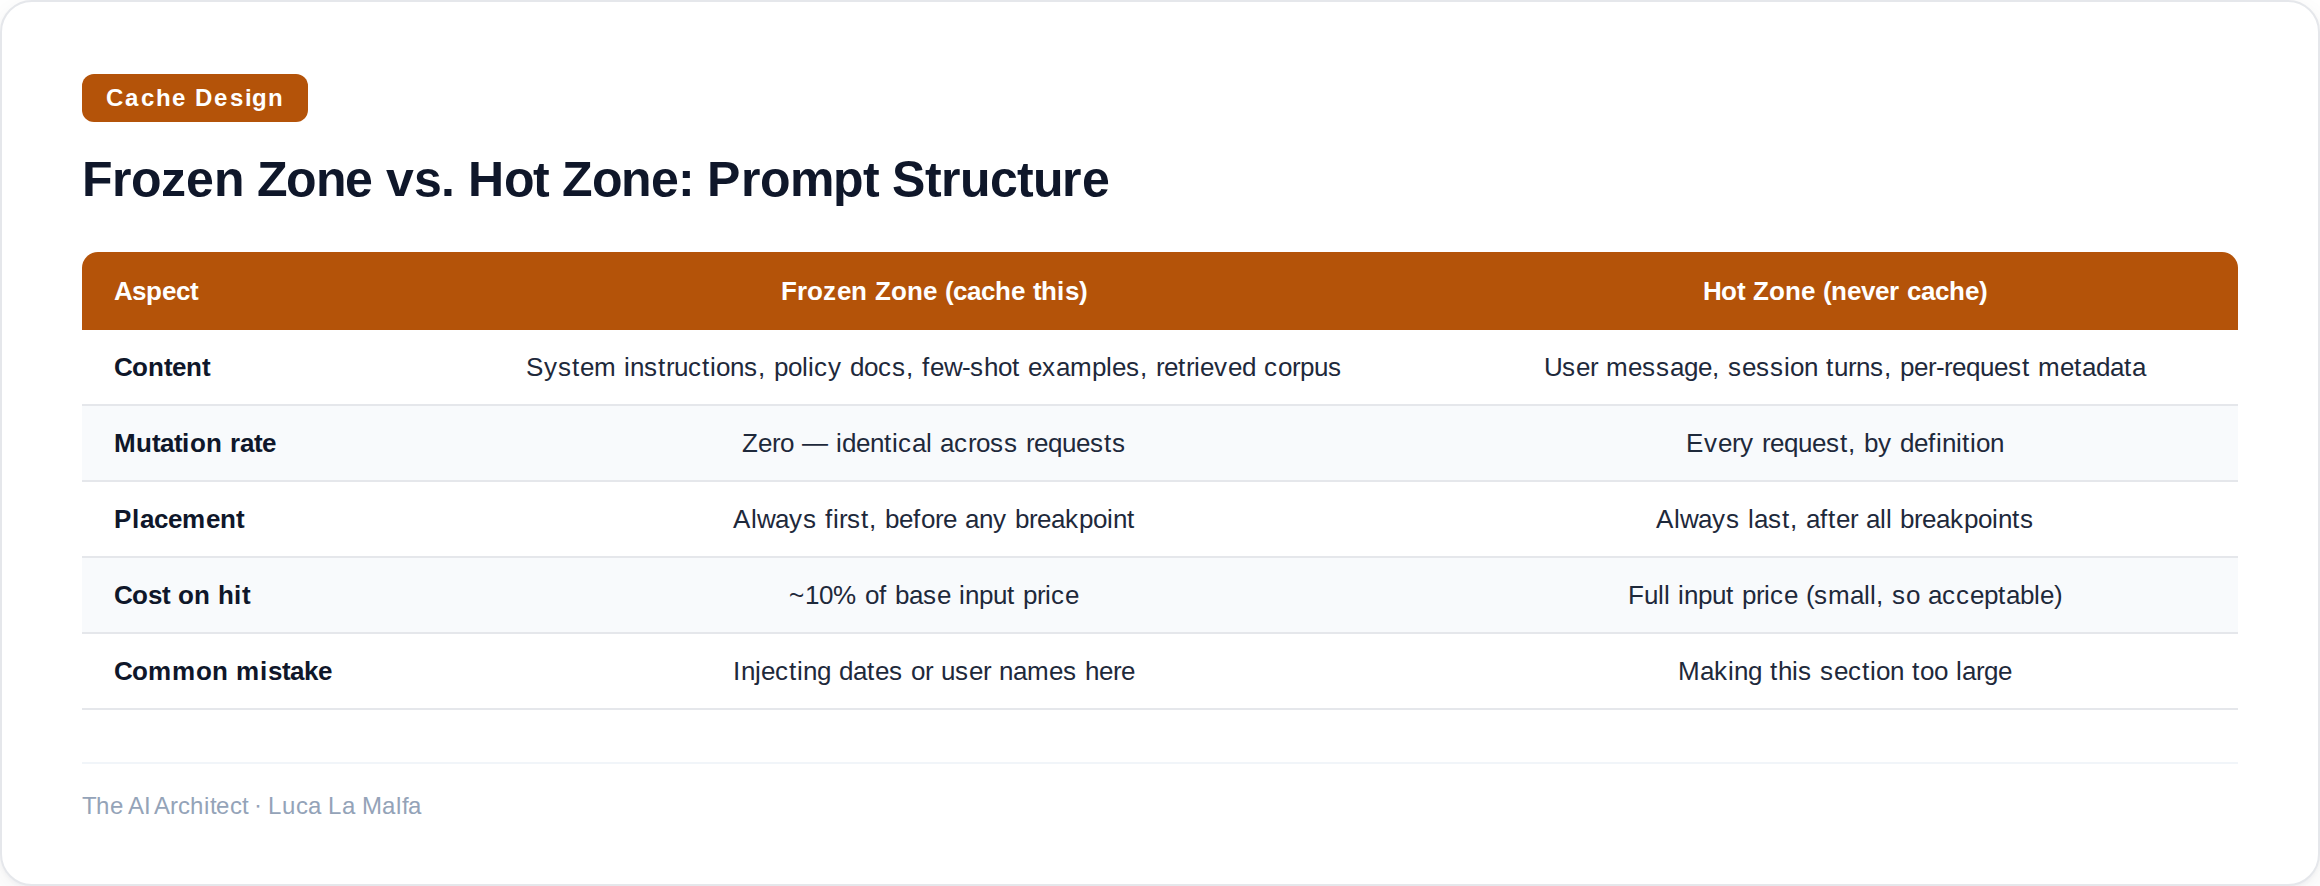 Cache Design
Frozen Zone vs. Hot Zone: Prompt Structure
Aspect Frozen Zone (cache this) Hot Zone (never cache)
Content System instructions, policy docs, few-shot examples, retrieved corpus User message, session turns, per-request metadata
Mutation rate Zero — identical across requests Every request, by definition
Placement Always first, before any breakpoint Always last, after all breakpoints
Cost on hit ~10% of base input price Full input price (small, so acceptable)
Common mistake Injecting dates or user names here Making this section too large
The AI Architect · Luca La Malfa